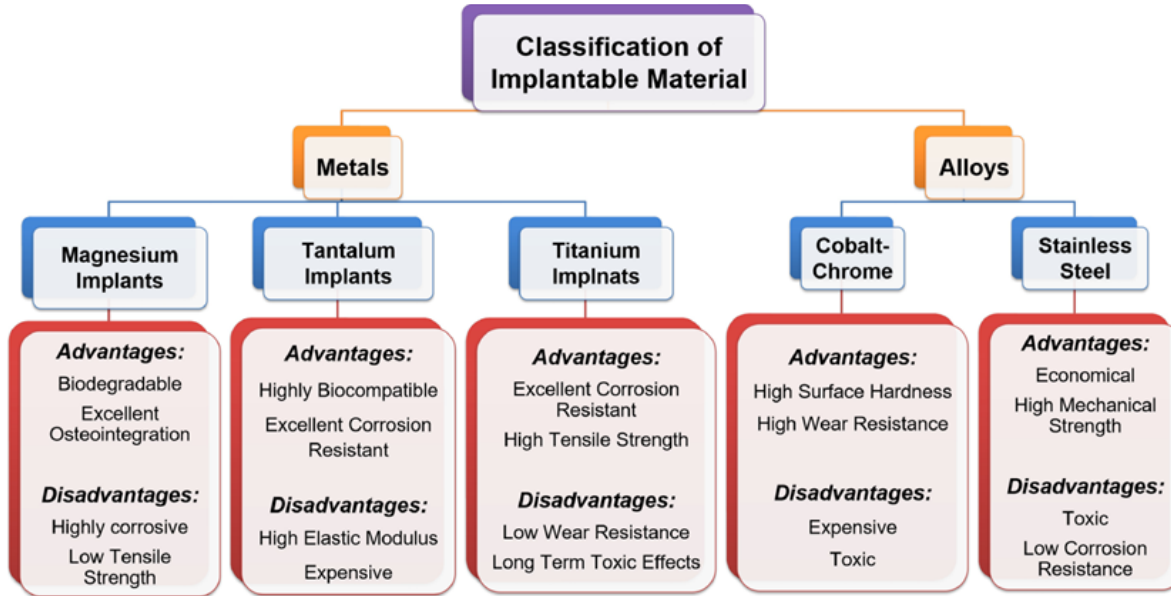 Classification of
Implantable Material
Metals
Alloys
Magnesium
Implants
Tantalum
Implants
Titanium
Implnats
Cobalt-
Chrome
Stainless
Steel
Advantages:
Biodegradable
Excellent
Osteointegration
Disadvantages:
Highly corrosive
Low Tensile
Strength
Advantages:
Highly Biocompatible
Excellent Corrosion
Resistant
Disadvantages:
High Elastic Modulus
Expensive
Advantages:
Excellent Corrosion
Resistant
High Tensile Strength
Disadvantages:
Low Wear Resistance
Long Term Toxic Effects
Advantages:
High Surface Hardness
High Wear Resistance
Disadvantages:
Expensive
Toxic
Advantages:
Economical
High Mechanical
Strength
Disadvantages:
Toxic
Low Corrosion
Resistance